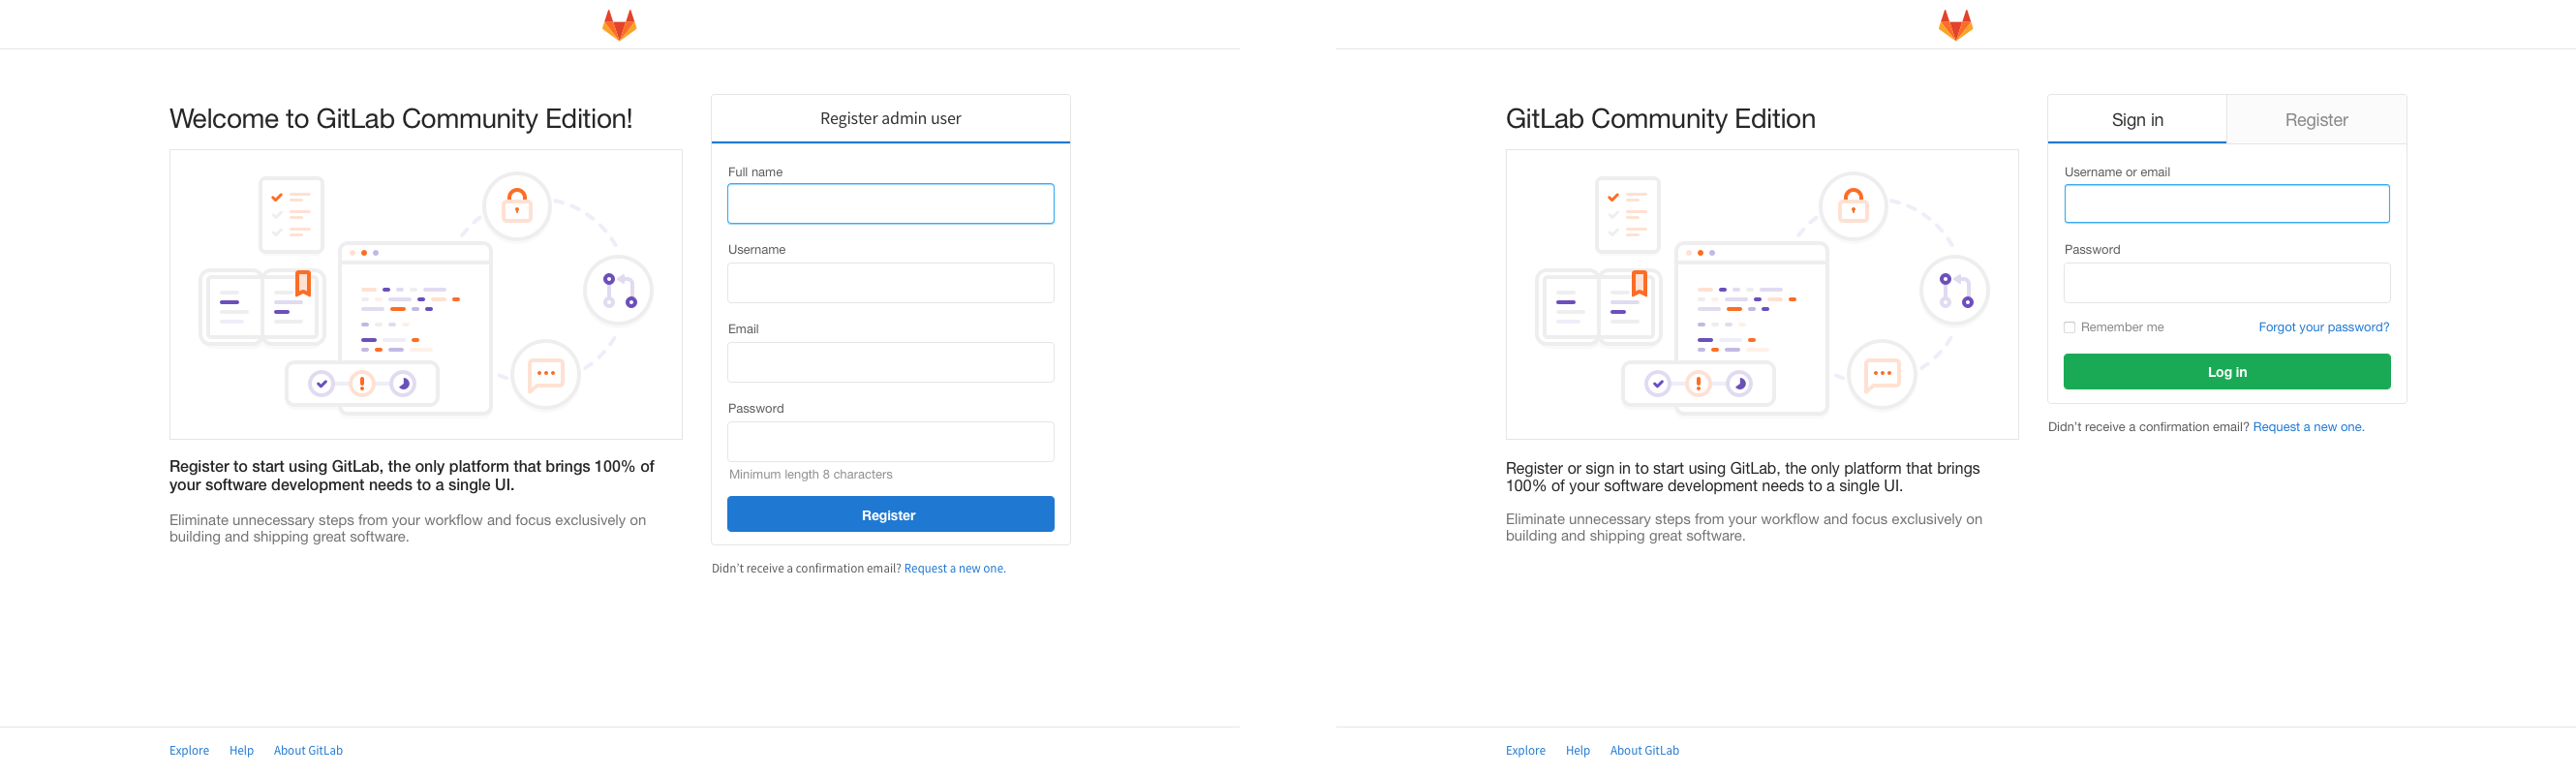 Welcome to GitLab Community Edition!
Register to start using GitLab, the only platform that brings 100% of
your software development needs to a single UI.
Eliminate unnecessary steps from your workflow and focus exclusively on
building and shipping great software.
Register admin user
Full name
Username
Email
Password
Minimum length 8 characters
Register
Didn't receive a confirmation email? Request a new one.
Explore Help About GitLab
GitLab Community Edition
Register or sign in to start using GitLab, the only platform that brings
100% of your software development needs to a single UI.
Eliminate unnecessary steps from your workflow and focus exclusively on
building and shipping great software.
Sign in Register
Username or email
Password
Remember me Forgot your password?
Log in
Didn't receive a confirmation email? Request a new one.
Explore Help About GitLab